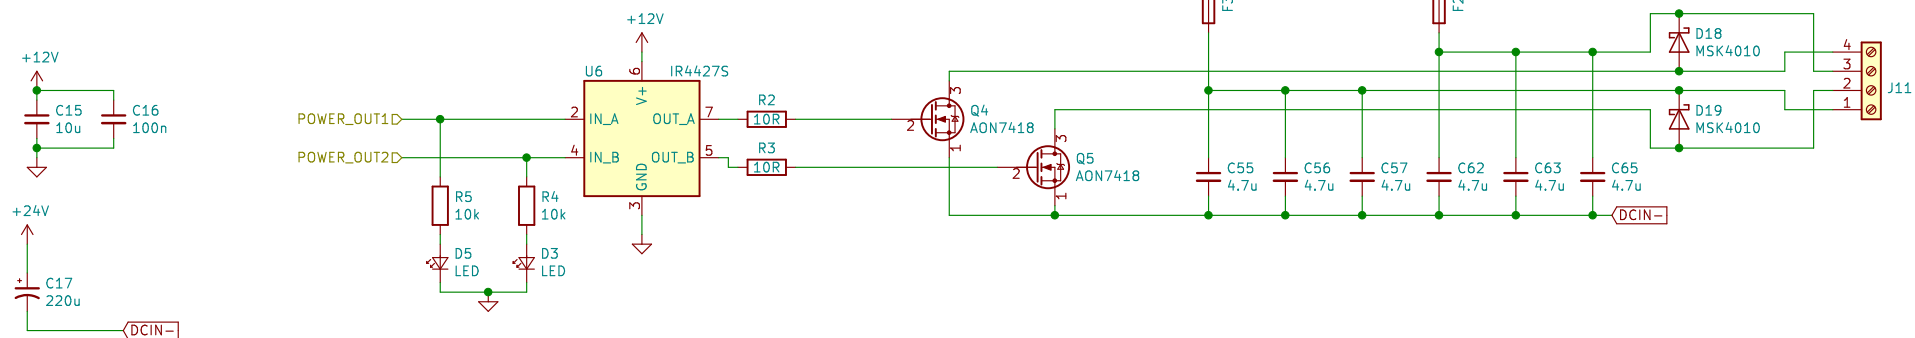 +12V
C15
10u
C16
100n
+24V
C17
220u
DCIN-
POWER_OUT1
POWER_OUT2
R5
10k
D5
LED
R4
10k
D3
LED
+12V
U6
IR4427S
6
V+
2
IN_A
OUT_A
7
4
IN_B
OUT_B
5
GND
3
R2
10R
R3
10R
3
Q4
AON7418
2
1
3
Q5
AON7418
2
1
C55
4.7u
C56
4.7u
C57
4.7u
C62
4.7u
C63
4.7u
C65
4.7u
DCIN-
D18
MSK4010
D19
MSK4010
4
3
2
1
J11